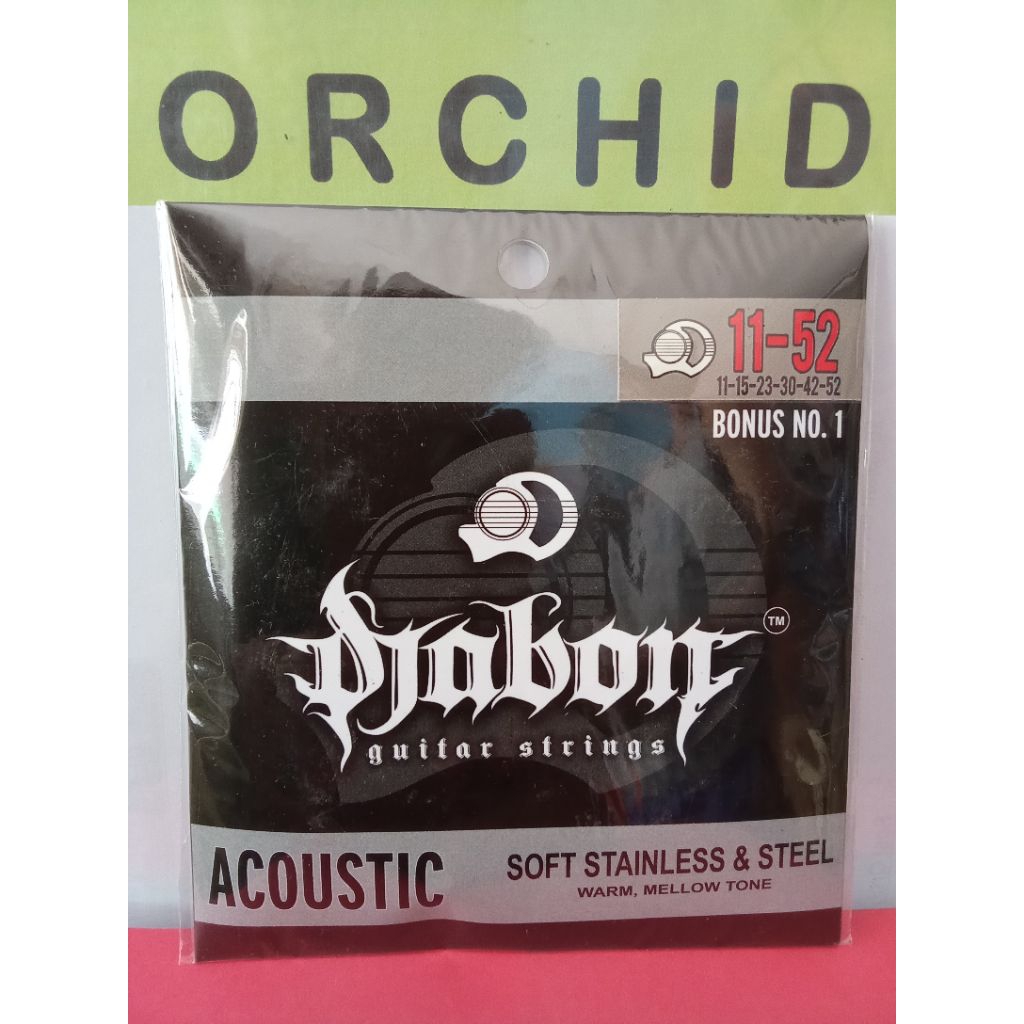 ORCHID
11-52
11-15-23-30-42-52
BONUS NO. 1
Djabon TM
guitar strings
ACOUSTIC
SOFT STAINLESS & STEEL
WARM, MELLOW TONE